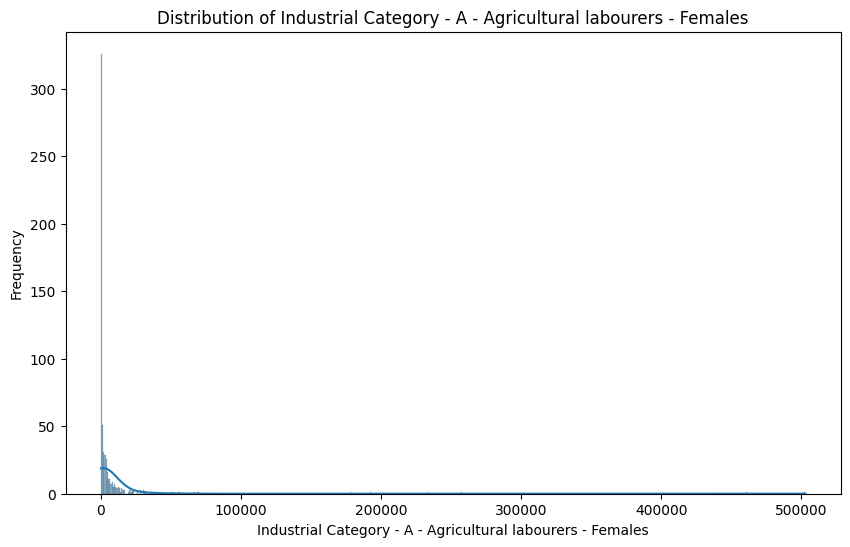 Distribution of Industrial Category - A - Agricultural labourers - Females
300
250
200
150
100
50
0
Frequency
0 100000 200000 300000 400000 500000
Industrial Category - A - Agricultural labourers - Females